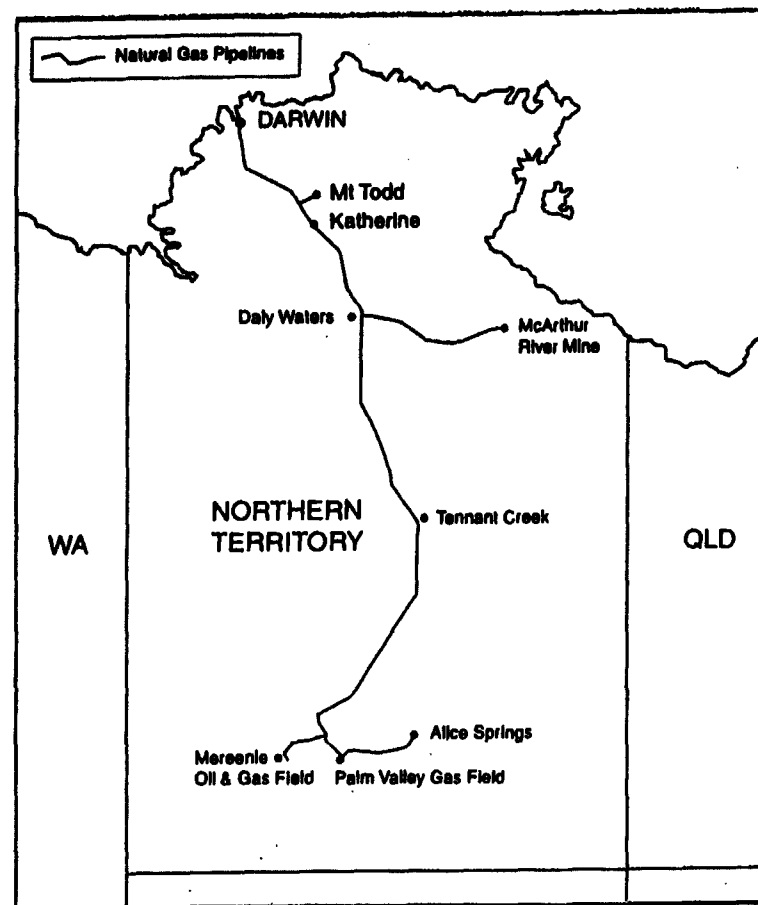 Natural Gas Pipelines
DARWIN
Mt Todd
Katherine
Daly Waters
McArthur
River Mine
NORTHERN
TERRITORY
Tennant Creek
WA
QLD
Alice Springs
Mereenie
Oil & Gas Field
Palm Valley Gas Field